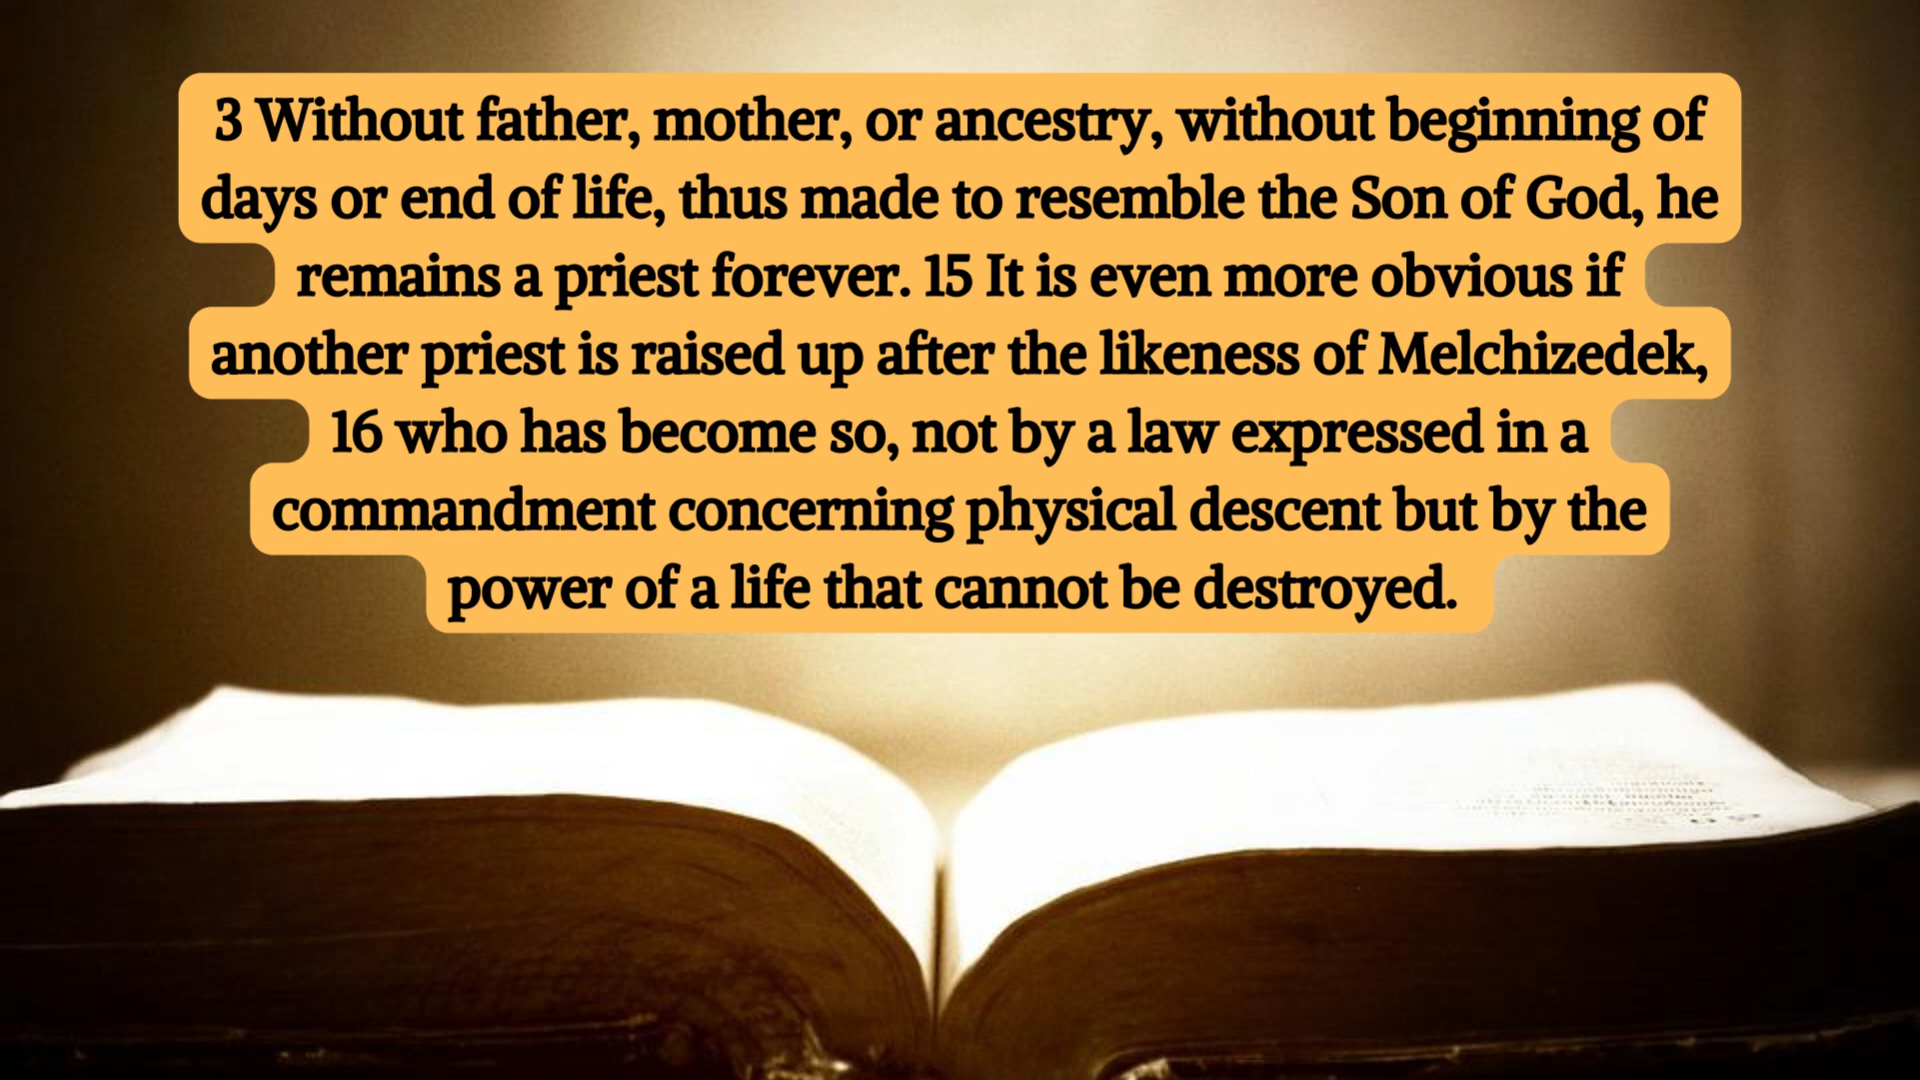 3 Without father, mother, or ancestry, without beginning of
days or end of life, thus made to resemble the Son of God, he
remains a priest forever. 15 It is even more obvious if
another priest is raised up after the likeness of Melchizedek,
16 who has become so, not by a law expressed in a
commandment concerning physical descent but by the
power of a life that cannot be destroyed.